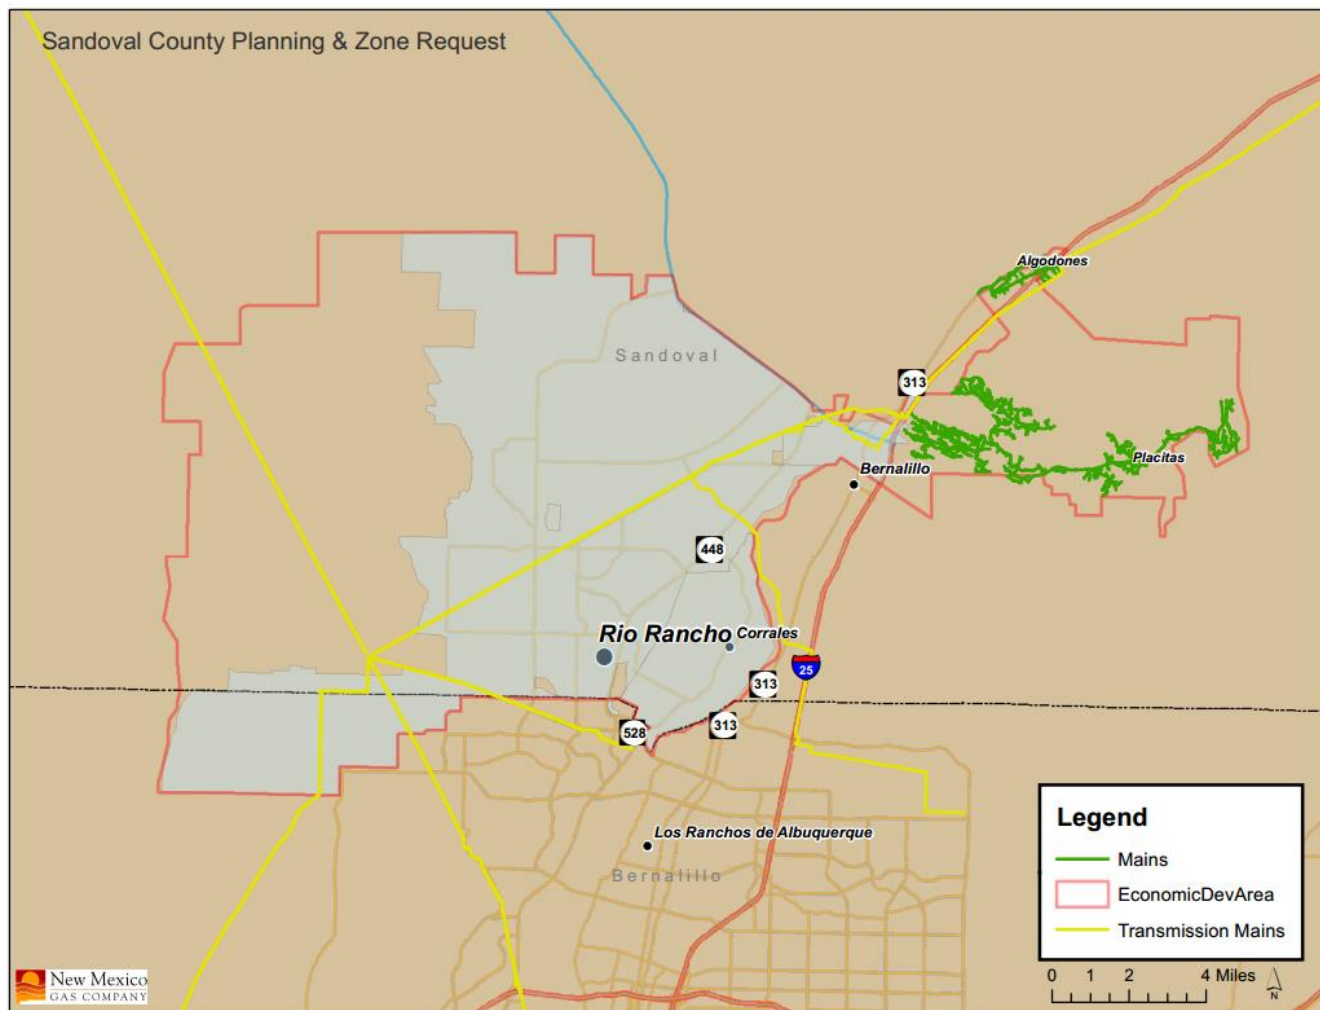 Sandoval County Planning & Zone Request
Algodones
Sandoval
313
Placitas
Bernalillo
448
Rio Rancho
Corrales
25
313
313
528
Los Ranchos de Albuquerque
Bernalillo
Legend
Mains
EconomicDevArea
Transmission Mains
0 1 2 4 Miles
N
New Mexico
GAS COMPANY